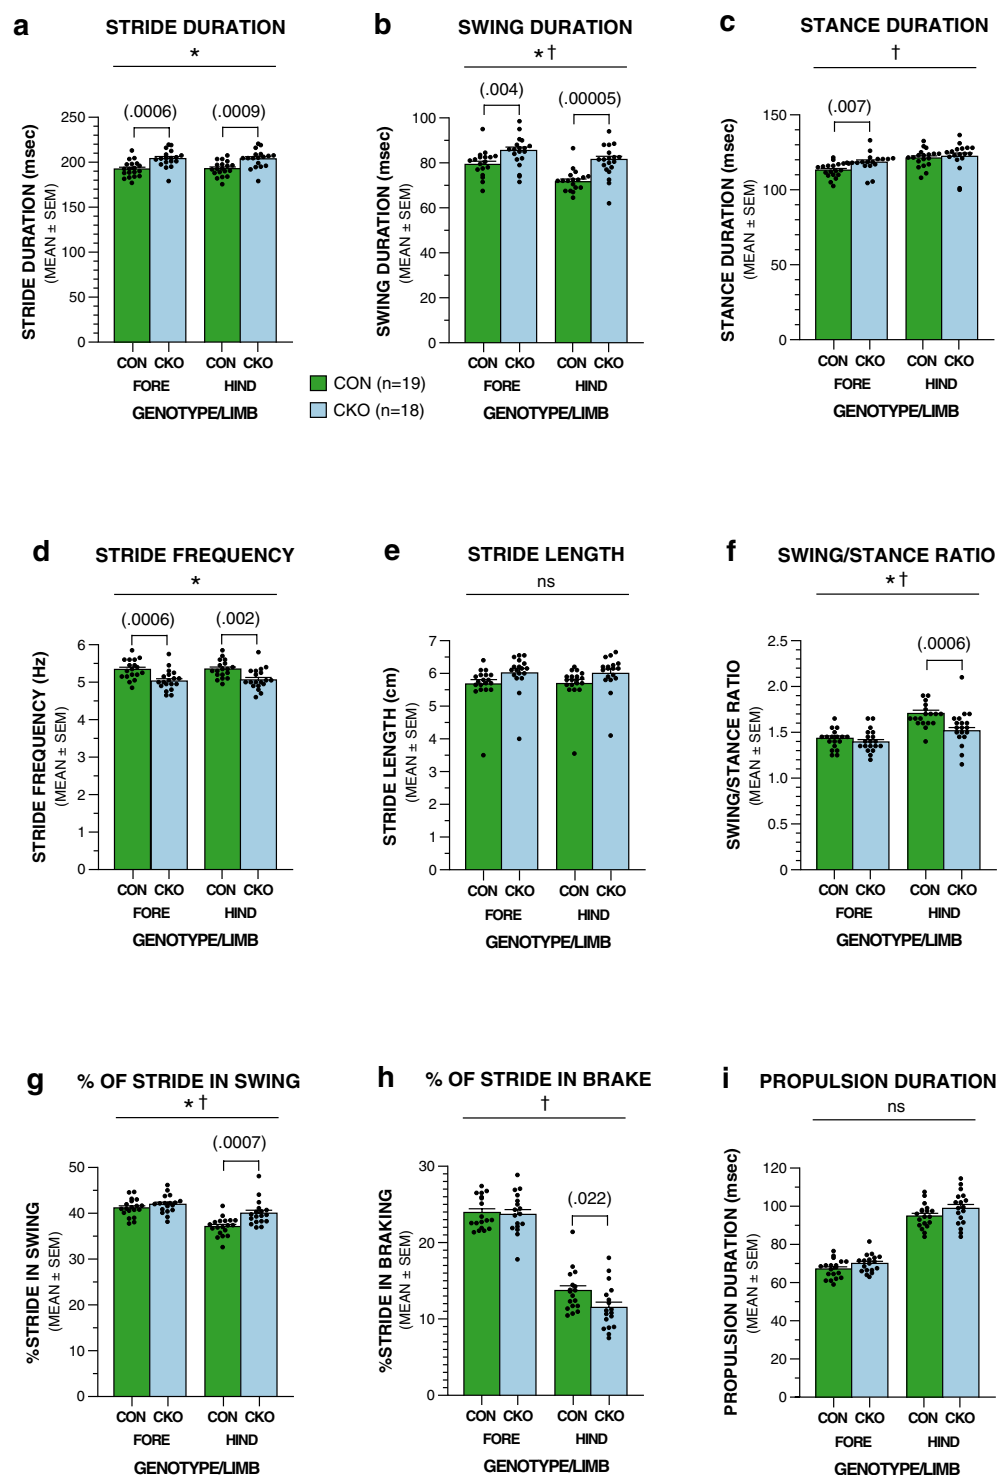 a STRIDE DURATION
*
(.0006) (.0009)
STRIDE DURATION (msec)
(MEAN ± SEM)
250
200
150
100
50
0
CON CKO CON CKO
FORE HIND
GENOTYPE/LIMB
b SWING DURATION
* †
(.004) (.00005)
SWING DURATION (msec)
(MEAN ± SEM)
100
80
60
40
20
0
CON CKO CON CKO
FORE HIND
GENOTYPE/LIMB
c STANCE DURATION
†
(.007)
STANCE DURATION (msec)
(MEAN ± SEM)
150
100
50
0
CON CKO CON CKO
FORE HIND
GENOTYPE/LIMB
CON (n=19)
CKO (n=18)
d STRIDE FREQUENCY
*
(.0006) (.002)
STRIDE FREQUENCY (Hz)
(MEAN ± SEM)
6
5
4
3
2
1
0
CON CKO CON CKO
FORE HIND
GENOTYPE/LIMB
e STRIDE LENGTH
ns
STRIDE LENGTH (cm)
(MEAN ± SEM)
7
6
5
4
3
2
1
0
CON CKO CON CKO
FORE HIND
GENOTYPE/LIMB
f SWING/STANCE RATIO
* †
(.0006)
SWING/STANCE RATIO
(MEAN ± SEM)
2.5
2.0
1.5
1.0
0.5
0
CON CKO CON CKO
FORE HIND
GENOTYPE/LIMB
g % OF STRIDE IN SWING
* †
(.0007)
%STRIDE IN SWING
(MEAN ± SEM)
50
40
30
20
10
0
CON CKO CON CKO
FORE HIND
GENOTYPE/LIMB
h % OF STRIDE IN BRAKE
†
(.022)
%STRIDE IN BRAKING
(MEAN ± SEM)
30
20
10
0
CON CKO CON CKO
FORE HIND
GENOTYPE/LIMB
i PROPULSION DURATION
ns
PROPULSION DURATION (msec)
(MEAN ± SEM)
120
100
80
60
40
20
0
CON CKO CON CKO
FORE HIND
GENOTYPE/LIMB